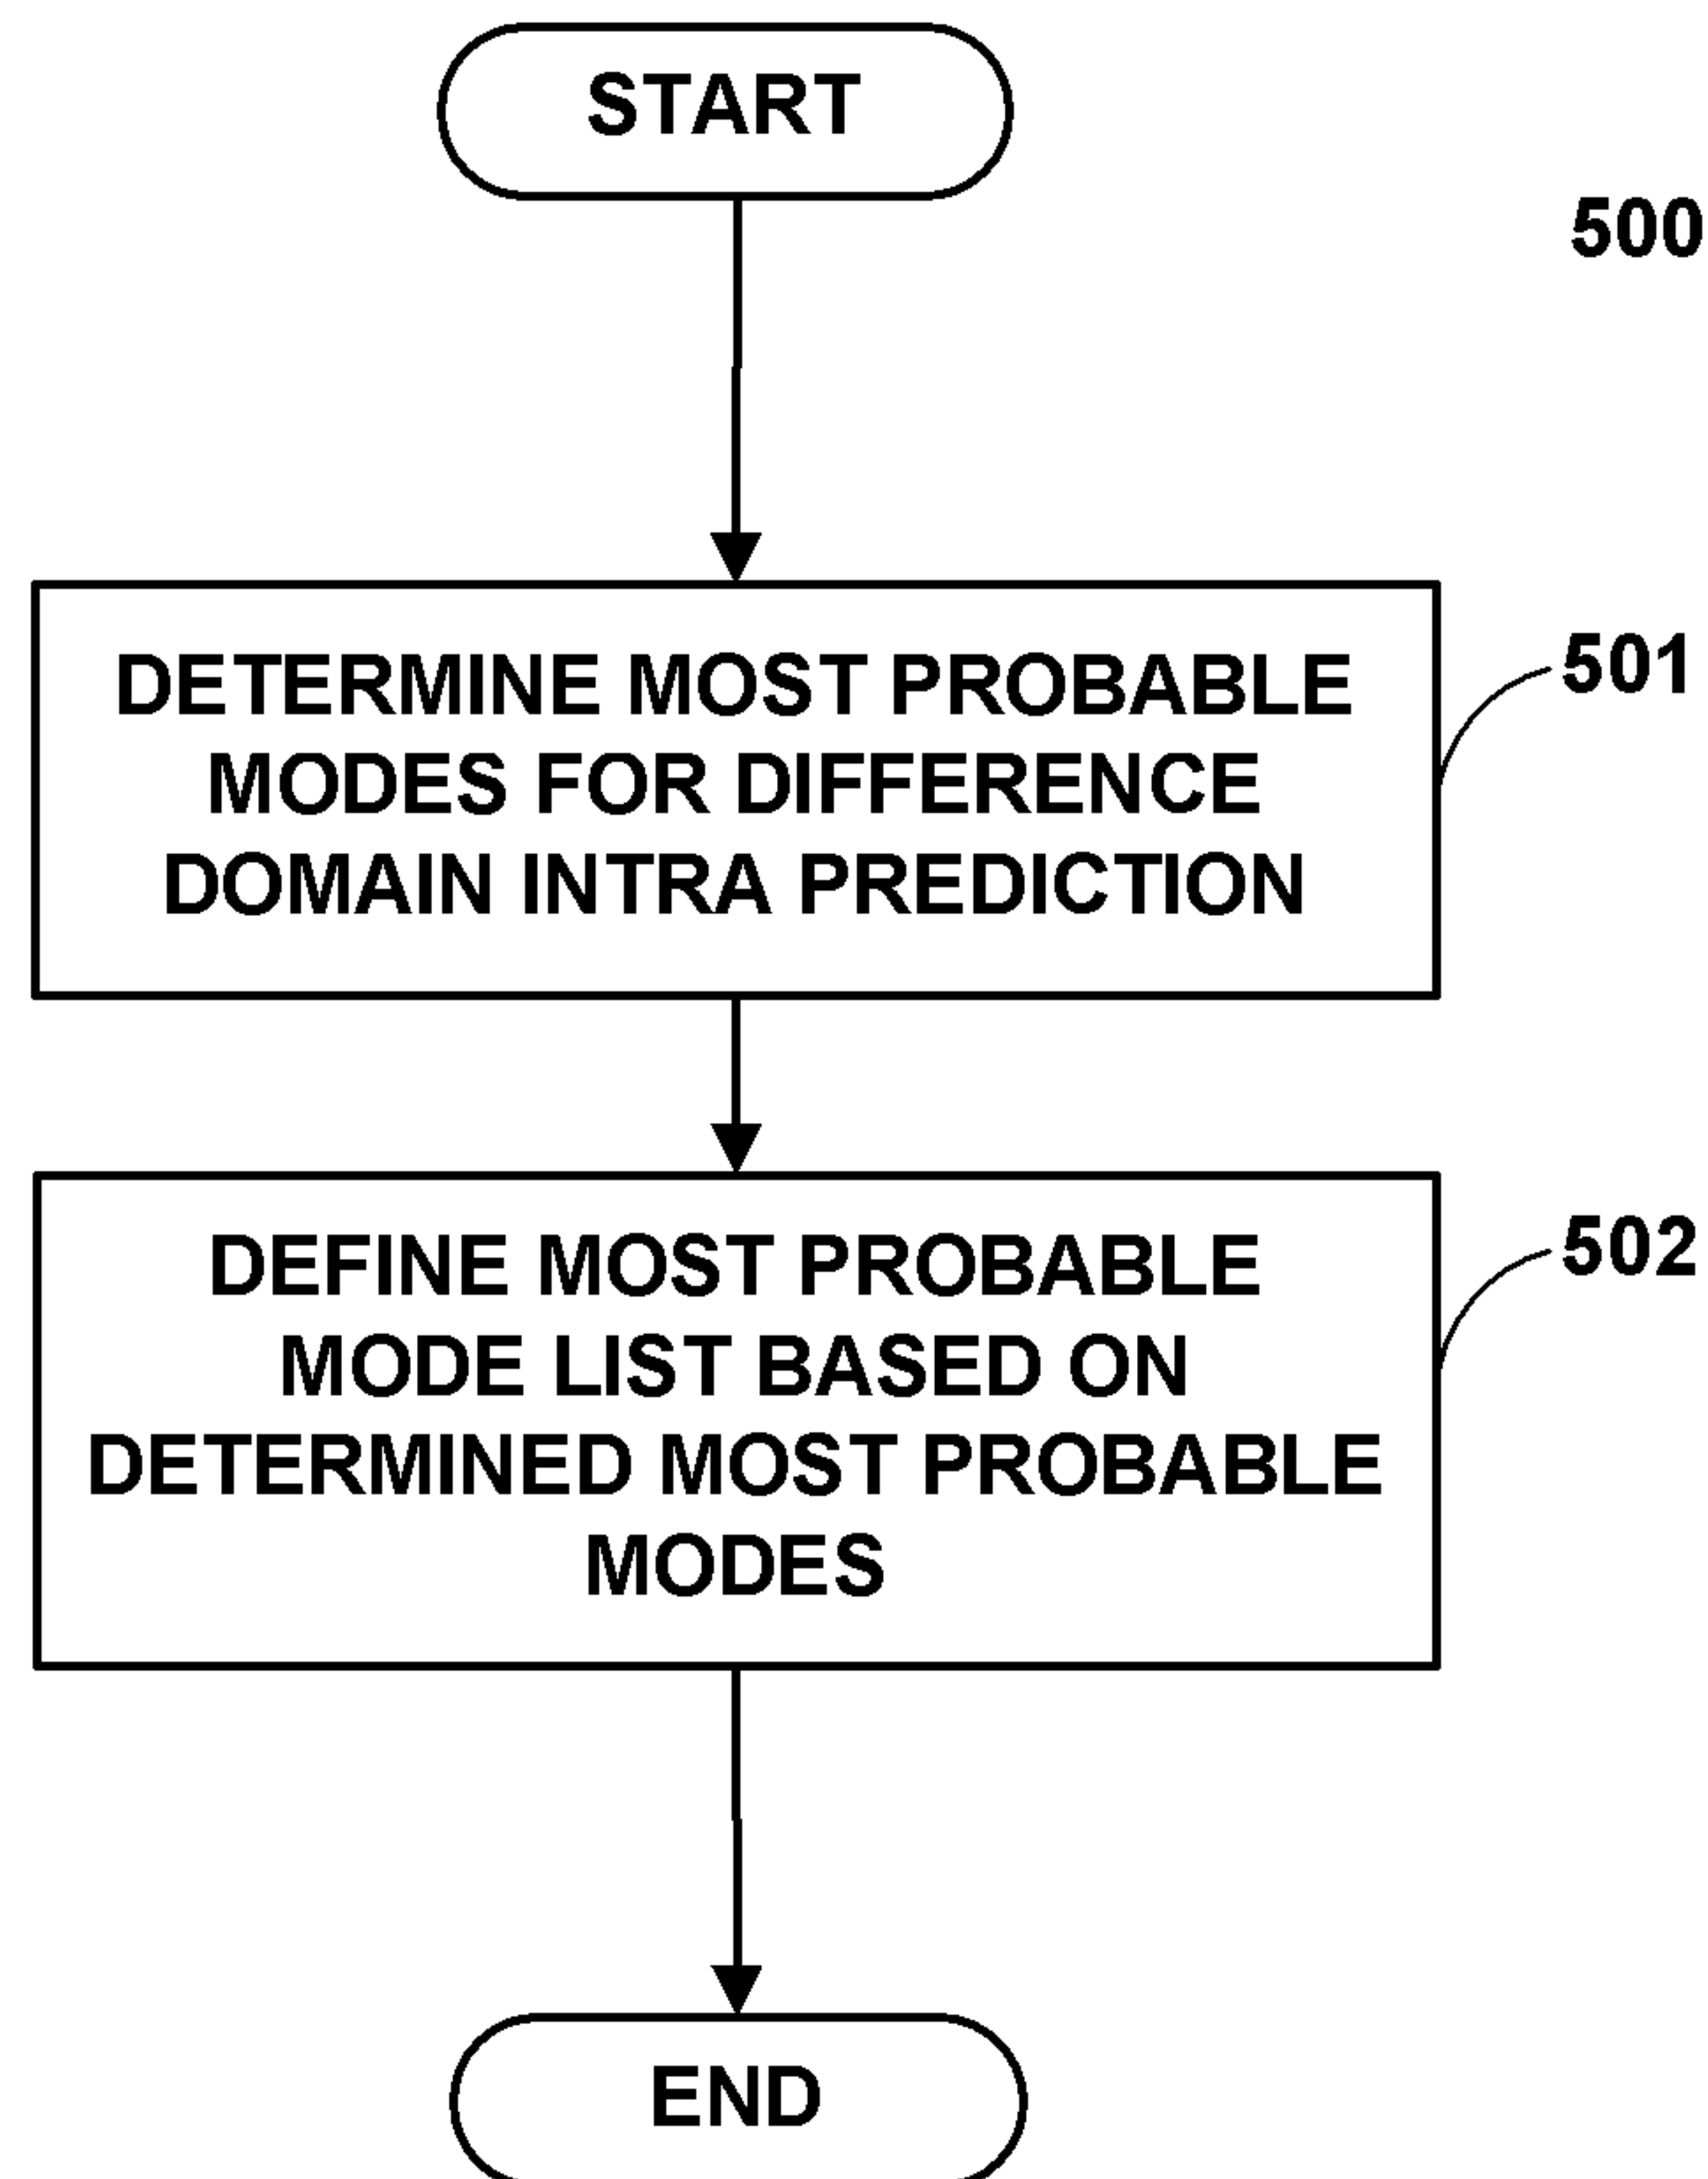 START
500
DETERMINE MOST PROBABLE
MODES FOR DIFFERENCE
DOMAIN INTRA PREDICTION
501
DEFINE MOST PROBABLE
MODE LIST BASED ON
DETERMINED MOST PROBABLE
MODES
502
END